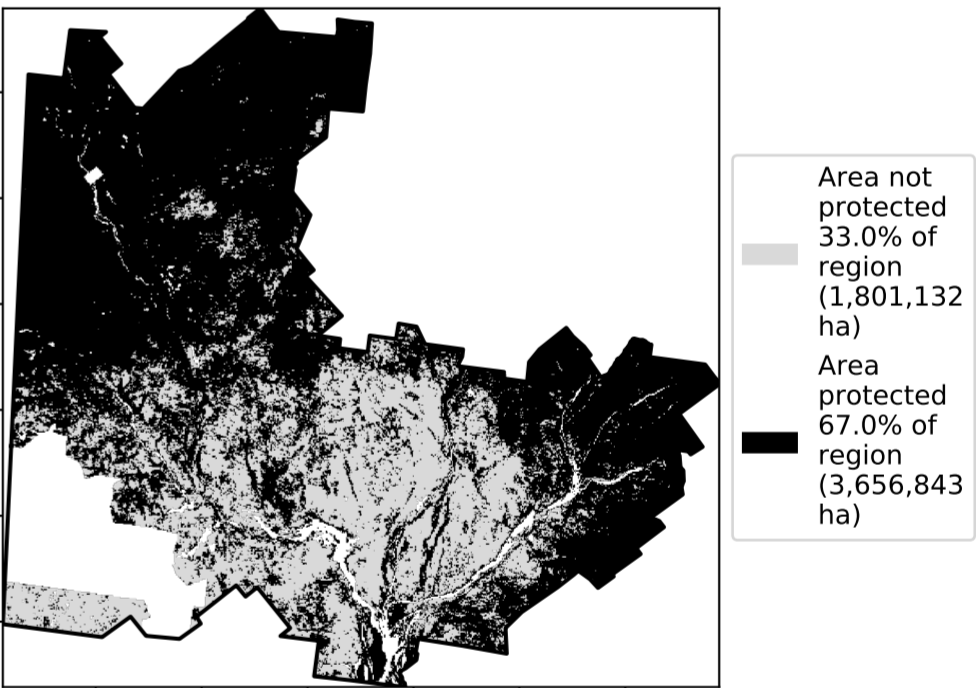 Area not
protected
33.0% of
region
(1,801,132
ha)
Area
protected
67.0% of
region
(3,656,843
ha)